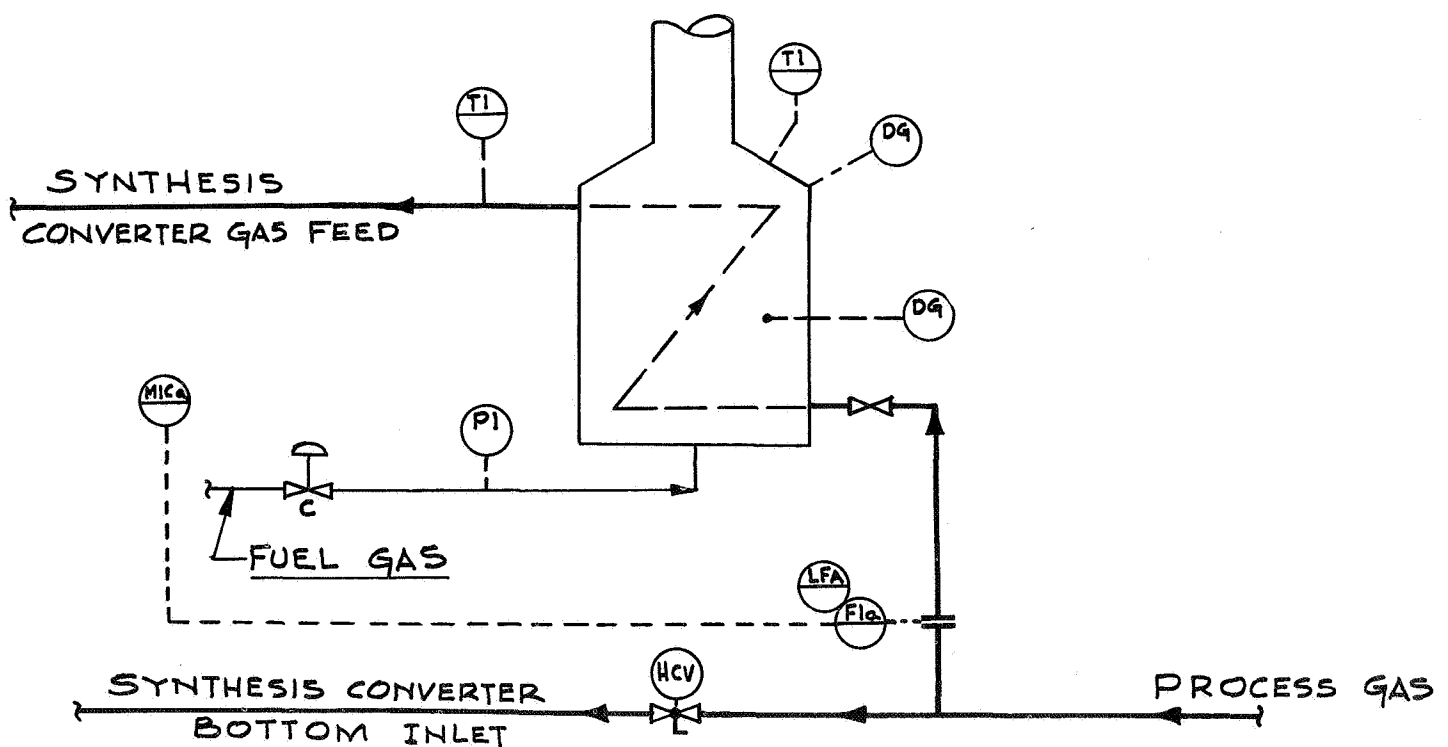 TI
TI
DG
SYNTHESIS
CONVERTER GAS FEED
DG
MICa
PI
C
FUEL GAS
LFA
FIa
HCV
L
SYNTHESIS CONVERTER
BOTTOM INLET
PROCESS GAS